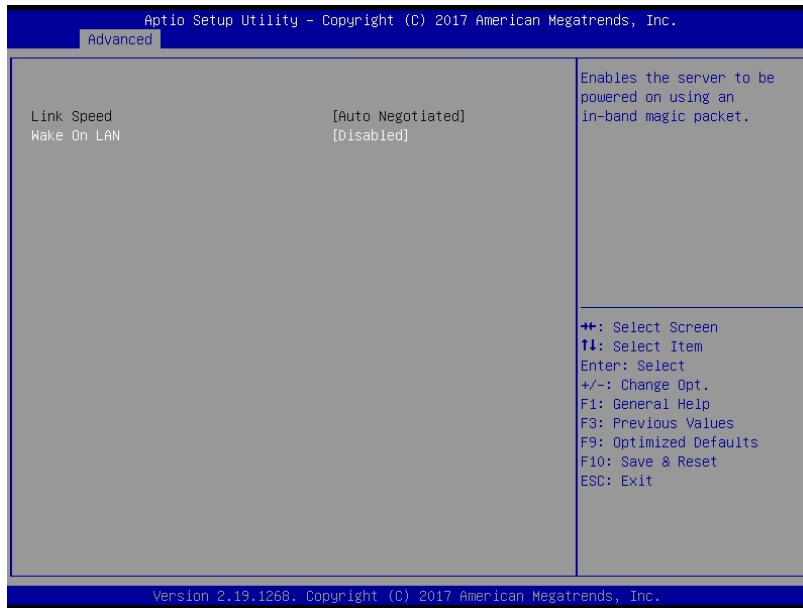 Aptio Setup Utility – Copyright (C) 2017 American Megatrends, Inc.
Advanced
Link Speed [Auto Negotiated]
Wake On LAN [Disabled]
Enables the server to be
powered on using an
in-band magic packet.
→←: Select Screen
↑↓: Select Item
Enter: Select
+/-: Change Opt.
F1: General Help
F3: Previous Values
F9: Optimized Defaults
F10: Save & Reset
ESC: Exit
Version 2.19.1268. Copyright (C) 2017 American Megatrends, Inc.